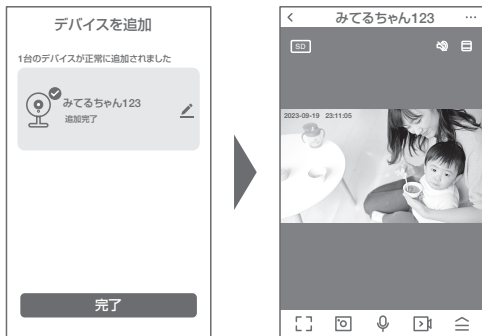 デバイスを追加
1台のデバイスが正常に追加されました
みてるちゃん123
追加完了
完了
みてるちゃん123
SD
2023-09-19 23:11:05